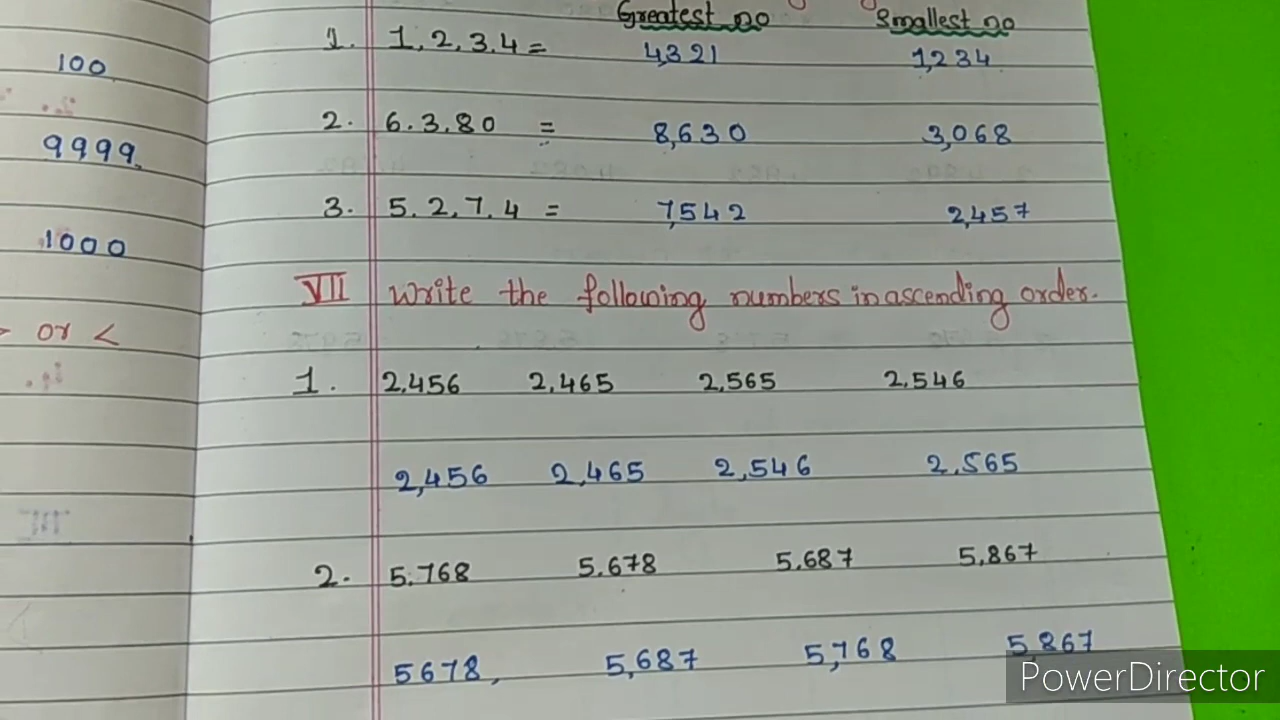 100
9999
1000
or <
Greatest no Smallest no
1. 1,2,3,4 = 4,321 1,234
2. 6.3.80 = 8,630 3,068
3. 5.2,7.4 = 7,542 2,457
VII Write the following numbers in ascending order.
1. 2,456 2,465 2,565 2,546
2,456 2,465 2,546 2,565
2. 5.768 5.678 5.687 5,867
5678, 5,687 5,768 5,867
PowerDirector